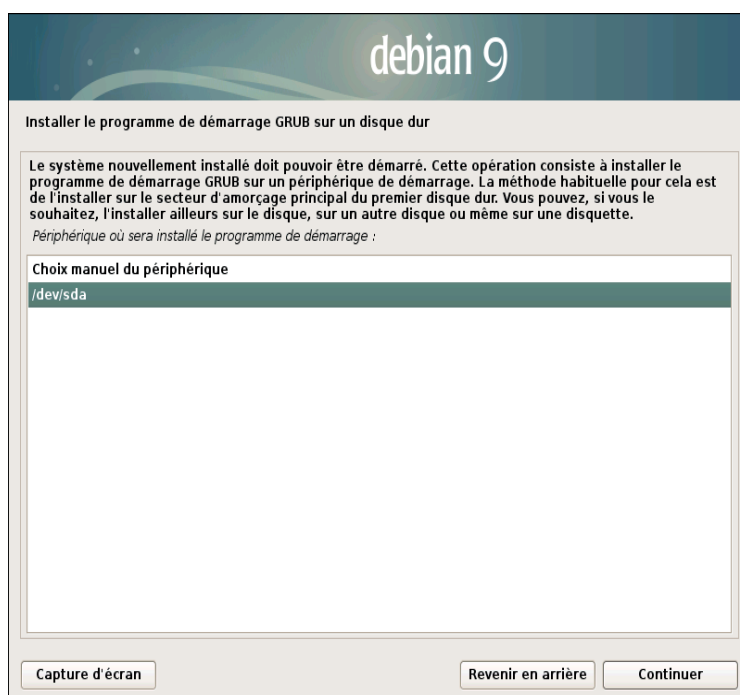 debian 9
Installer le programme de démarrage GRUB sur un disque dur
Le système nouvellement installé doit pouvoir être démarré. Cette opération consiste à installer le
programme de démarrage GRUB sur un périphérique de démarrage. La méthode habituelle pour cela est
de l'installer sur le secteur d'amorçage principal du premier disque dur. Vous pouvez, si vous le
souhaitez, l'installer ailleurs sur le disque, sur un autre disque ou même sur une disquette.
Périphérique où sera installé le programme de démarrage :
Choix manuel du périphérique
/dev/sda
Capture d'écran
Revenir en arrière
Continuer